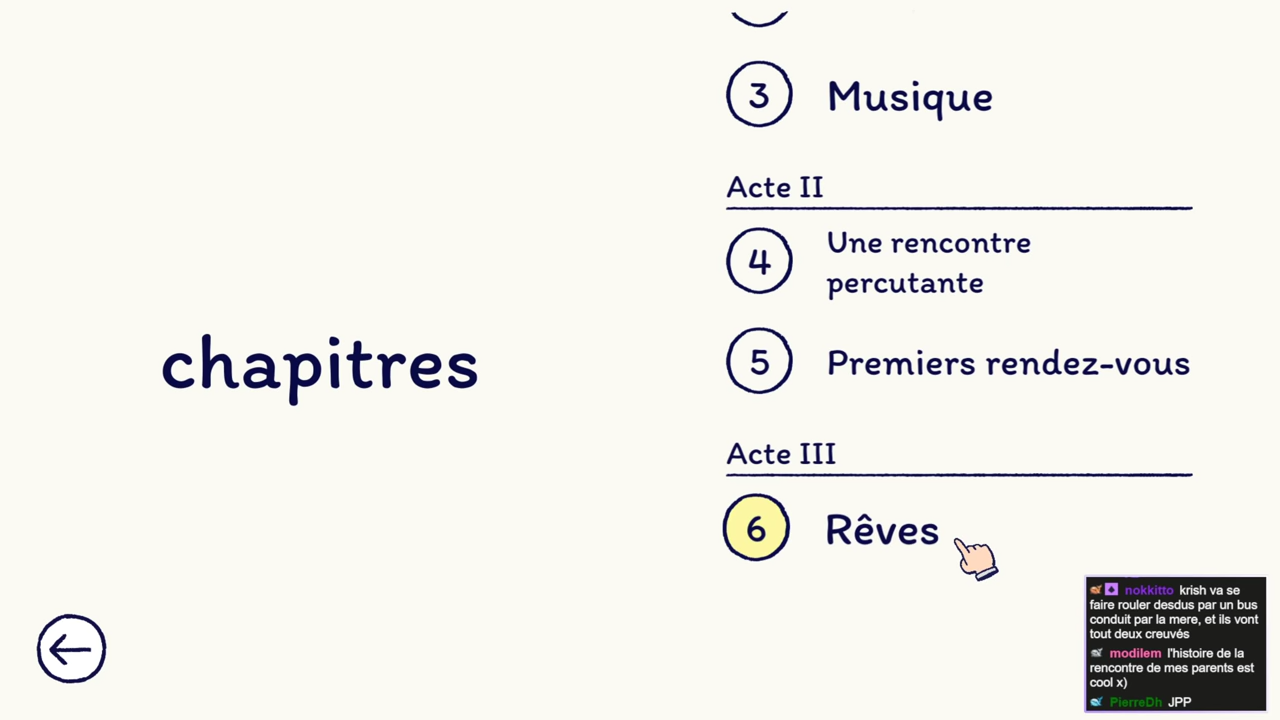 chapitres
3 Musique
Acte II
4 Une rencontre
percutante
5 Premiers rendez-vous
Acte III
6 Rêves
nokkitto krish va se
faire rouler desdus par un bus
conduit par la mere, et ils vont
tout deux creuvés
modilem l'histoire de la
rencontre de mes parents est
cool x)
PierreDh JPP